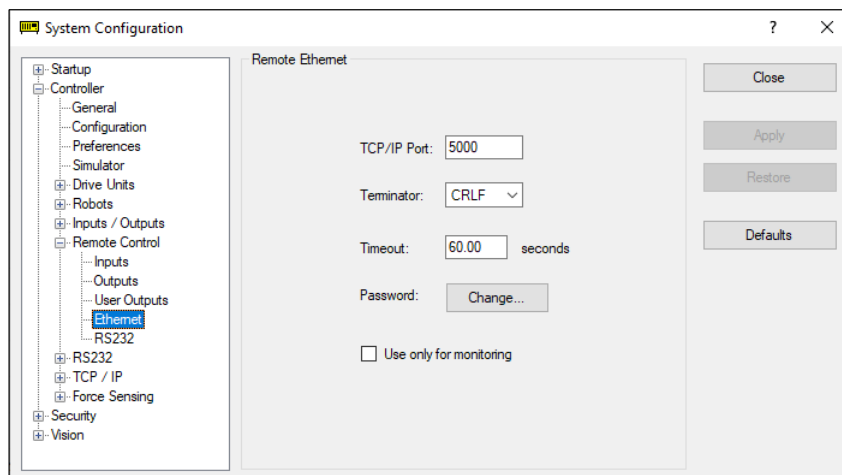 System Configuration
?
Startup
Controller
General
Configuration
Preferences
Simulator
Drive Units
Robots
Inputs / Outputs
Remote Control
Inputs
Outputs
User Outputs
Ethernet
RS232
RS232
TCP / IP
Force Sensing
Security
Vision
Remote Ethernet
TCP/IP Port: 5000
Terminator: CRLF
Timeout: 60.00 seconds
Password: Change...
Use only for monitoring
Close
Apply
Restore
Defaults